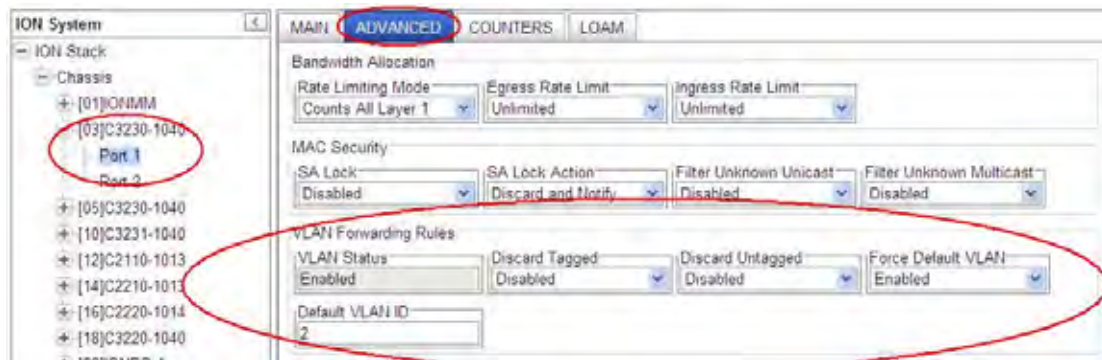 ION System
ION Stack
Chassis
[01]IONMM
[03]C3230-1040
Port 1
Port 2
[05]C3230-1040
[10]C3231-1040
[12]C2110-1013
[14]C2210-1013
[16]C2220-1014
[18]C3220-1040
MAIN ADVANCED COUNTERS LOAM
Bandwidth Allocation
Rate Limiting Mode Egress Rate Limit Ingress Rate Limit
Counts All Layer 1 Unlimited Unlimited
MAC Security
SA Lock SA Lock Action Filter Unknown Unicast Filter Unknown Multicast
Disabled Discard and Notify Disabled Disabled
VLAN Forwarding Rules
VLAN Status Discard Tagged Discard Untagged Force Default VLAN
Enabled Disabled Disabled Enabled
Default VLAN ID
2